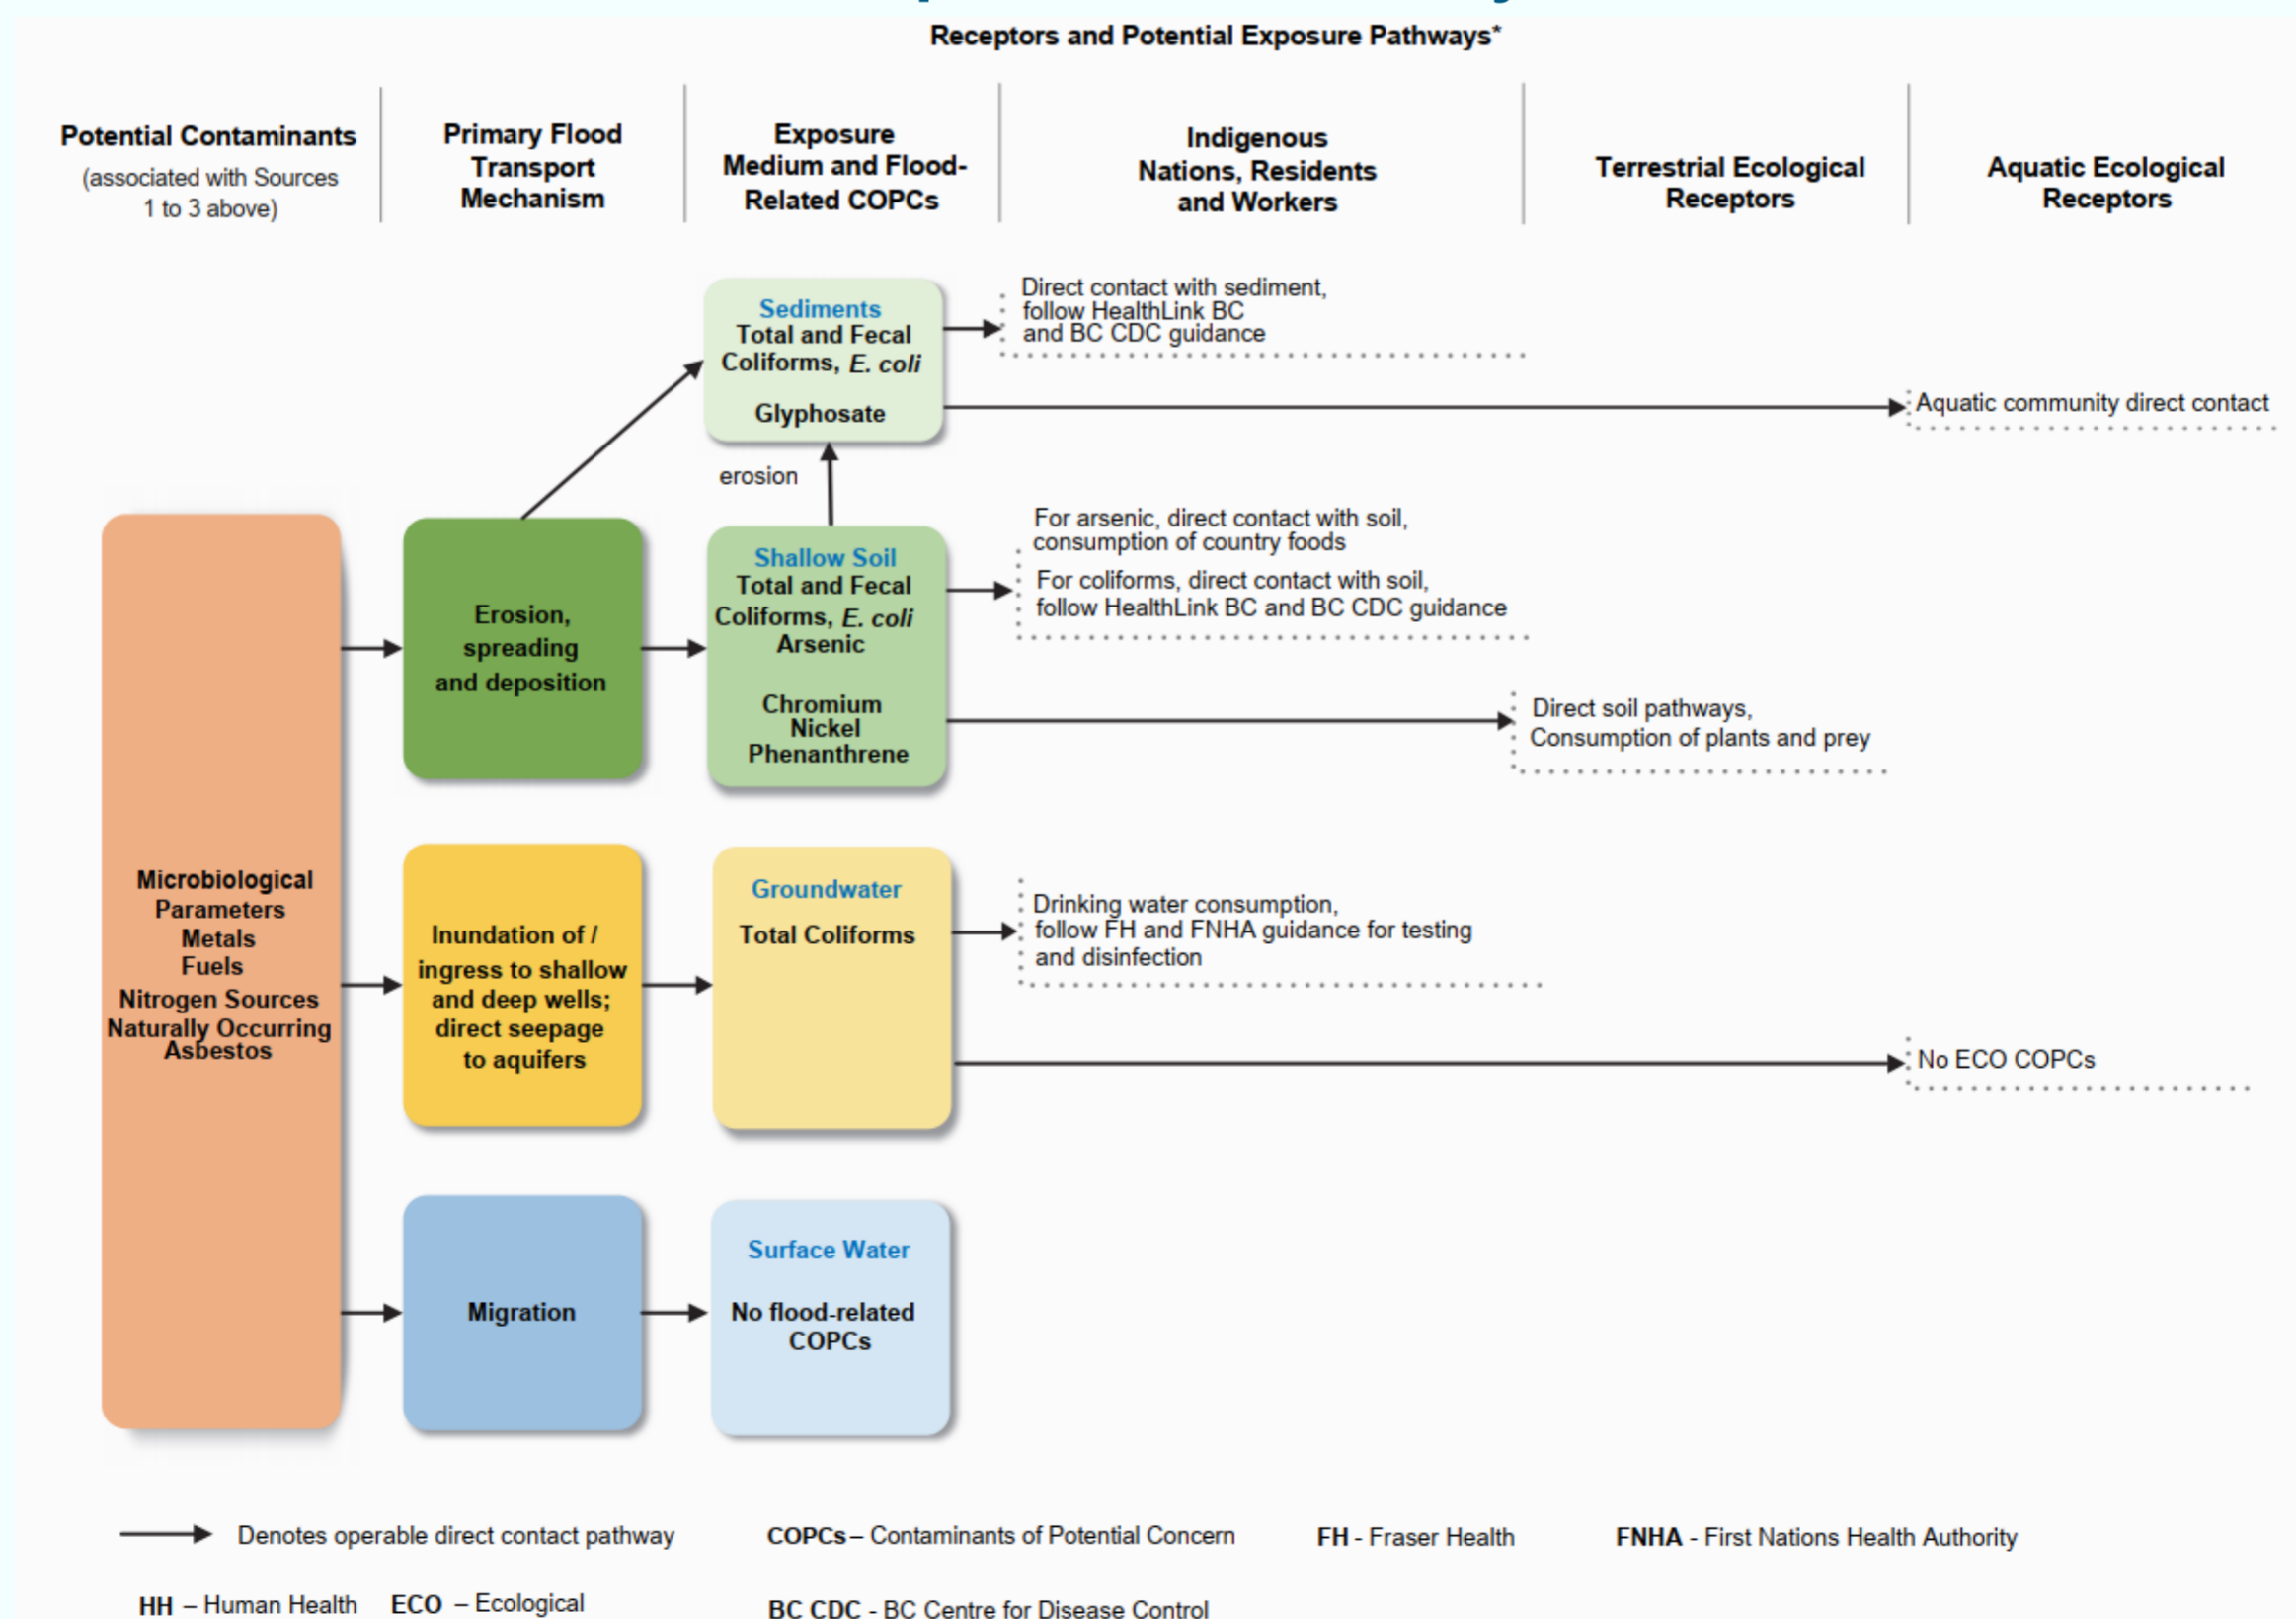 Receptors and Potential Exposure Pathways*
Potential Contaminants
(associated with Sources
1 to 3 above)
Primary Flood
Transport
Mechanism
Exposure
Medium and Flood-
Related COPCs
Indigenous
Nations, Residents
and Workers
Terrestrial Ecological
Receptors
Aquatic Ecological
Receptors
Sediments
Total and Fecal
Coliforms, E. coli
Glyphosate
Direct contact with sediment,
follow HealthLink BC
and BC CDC guidance
Aquatic community direct contact
erosion
Erosion,
spreading
and deposition
Shallow Soil
Total and Fecal
Coliforms, E. coli
Arsenic
Chromium
Nickel
Phenanthrene
For arsenic, direct contact with soil,
consumption of country foods
For coliforms, direct contact with soil,
follow HealthLink BC and BC CDC guidance
Direct soil pathways,
Consumption of plants and prey
Microbiological
Parameters
Metals
Fuels
Nitrogen Sources
Naturally Occurring
Asbestos
Inundation of /
ingress to shallow
and deep wells;
direct seepage
to aquifers
Groundwater
Total Coliforms
Drinking water consumption,
follow FH and FNHA guidance for testing
and disinfection
No ECO COPCs
Migration
Surface Water
No flood-related
COPCs
Denotes operable direct contact pathway
COPCs – Contaminants of Potential Concern
FH - Fraser Health
FNHA - First Nations Health Authority
HH – Human Health
ECO – Ecological
BC CDC - BC Centre for Disease Control